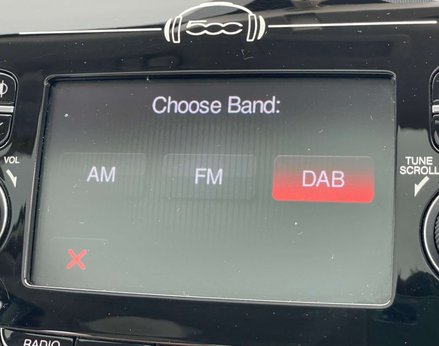 500
Choose Band:
VOL
TUNE
SCROLL
AM
FM
DAB
RADIO